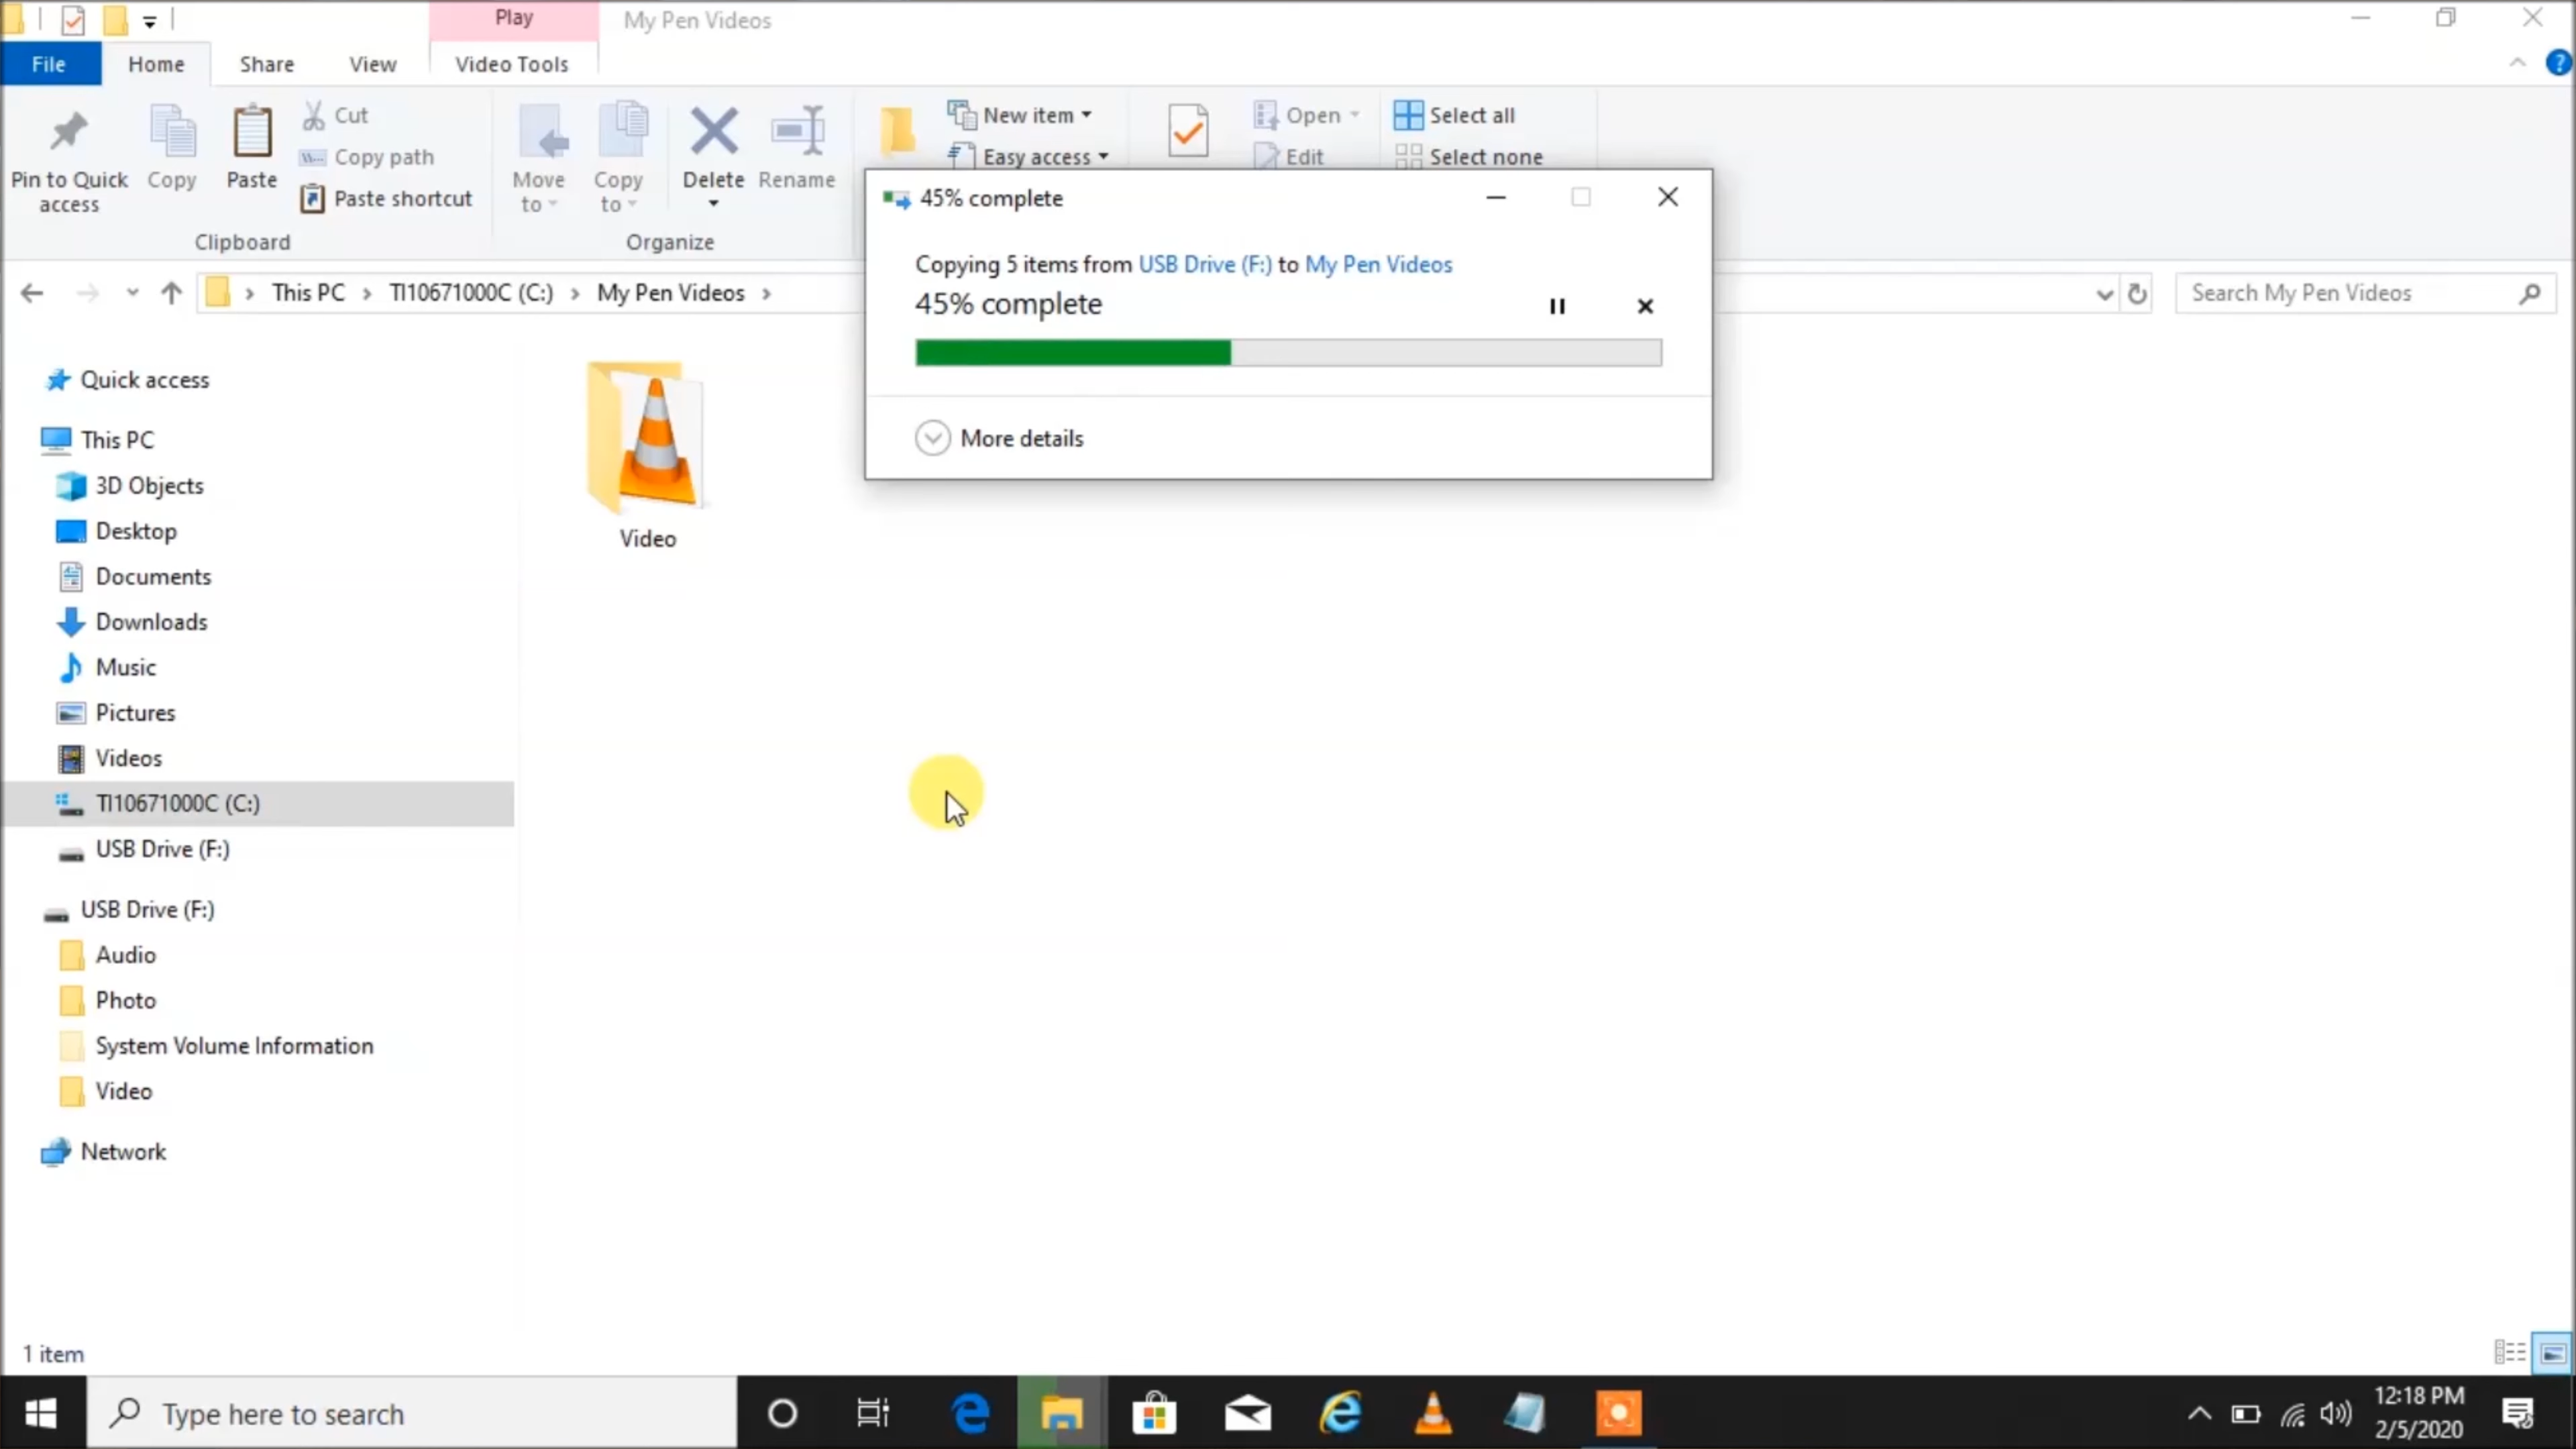 Play
My Pen Videos
File
Home
Share
View
Video Tools
Pin to Quick
access
Copy
Paste
Cut
Copy path
Paste shortcut
Move
to
Copy
to
Delete
Rename
New item
Easy access
Open
Edit
Select all
Select none
Clipboard
Organize
45% complete
Copying 5 items from USB Drive (F:) to My Pen Videos
45% complete
More details
This PC
TI10671000C (C:)
My Pen Videos
Search My Pen Videos
Quick access
This PC
3D Objects
Desktop
Documents
Downloads
Music
Pictures
Videos
TI10671000C (C:)
USB Drive (F:)
USB Drive (F:)
Audio
Photo
System Volume Information
Video
Network
Video
1 item
Type here to search
12:18 PM
2/5/2020